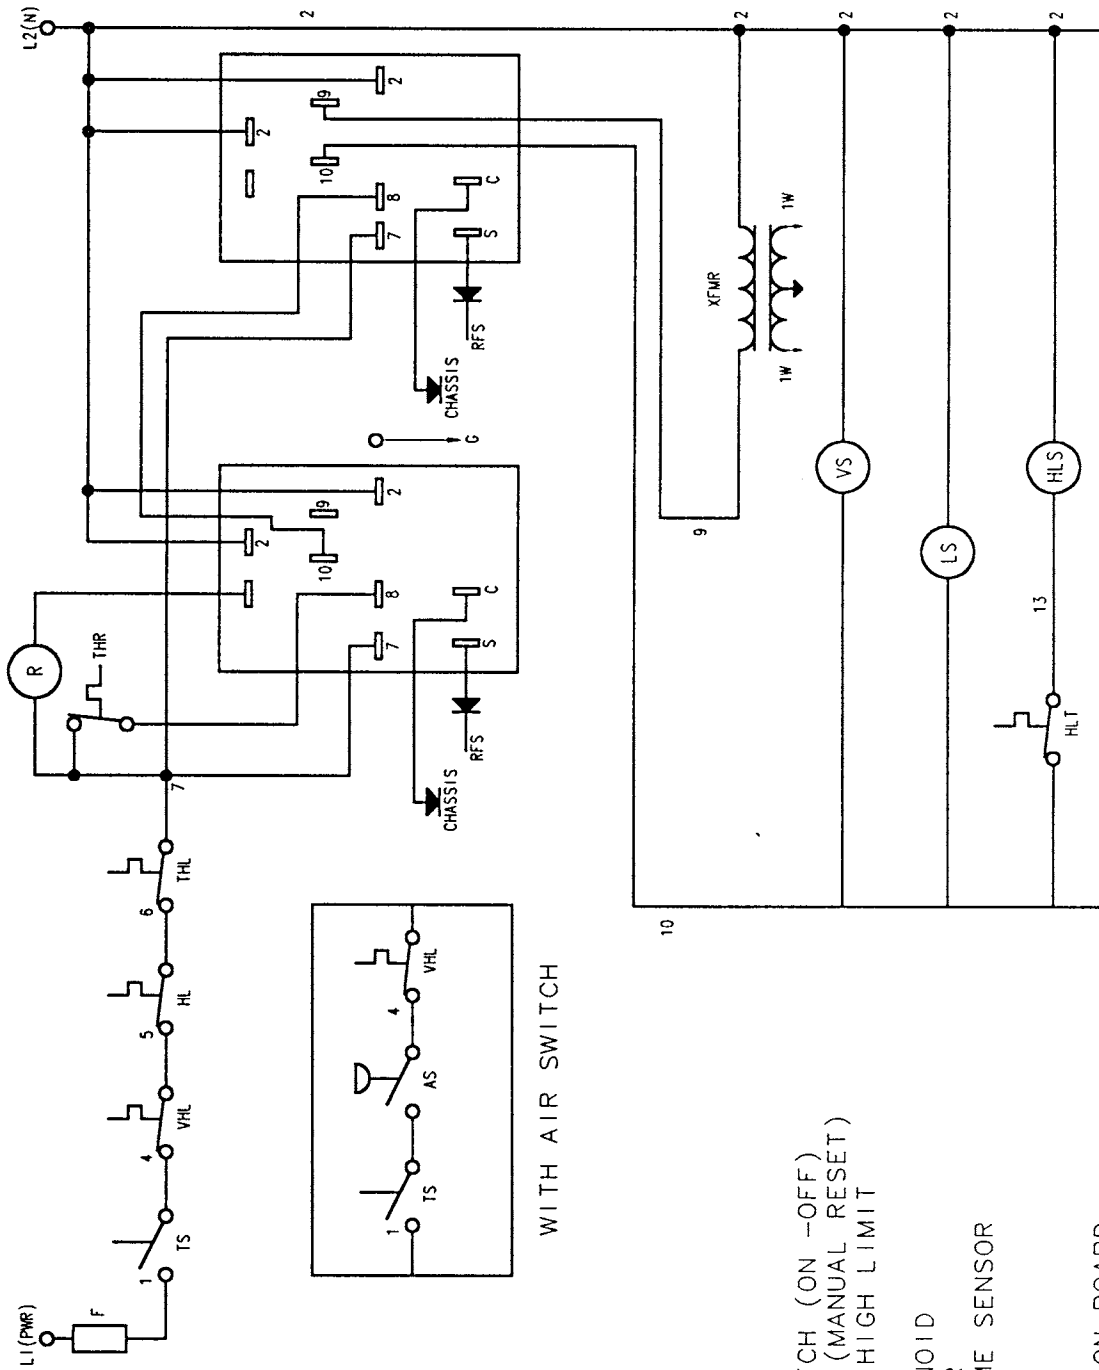 L1(PWR)
F
1
TS
4
VHL
5
HL
6
THL
7
R
THR
L2(N)
2
2
2
7
8
9
10
S
C
RFS
CHASSIS
G
2
2
7
8
9
10
S
C
RFS
CHASSIS
1
TS
AS
4
VHL
WITH AIR SWITCH
10
9
XFMR
1W
1W
2
VS
2
LS
2
HLT
13
HLS
2
TCH (ON -OFF)
(MANUAL RESET)
HIGH LIMIT
NOID
ME SENSOR